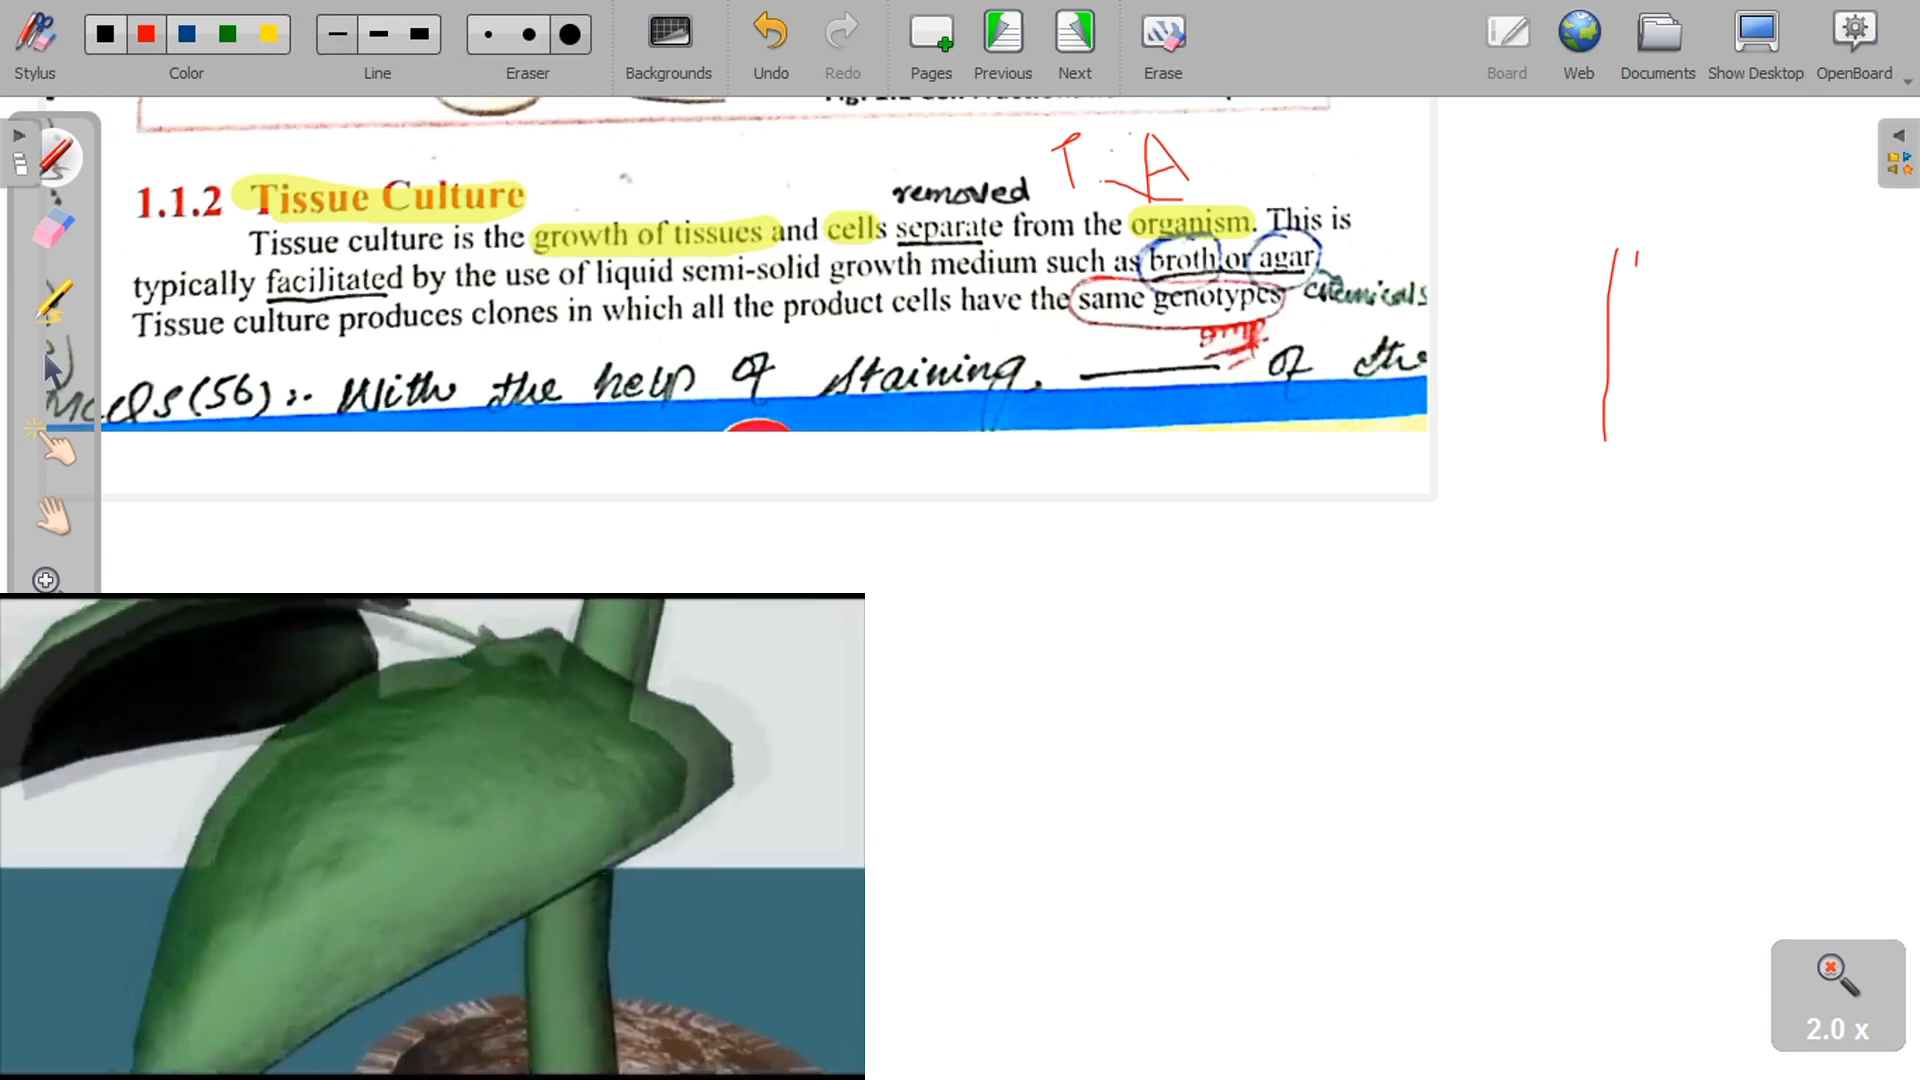 Stylus Color Line Eraser Backgrounds Undo Redo Pages Previous Next Erase Board Web Documents Show Desktop OpenBoard
T.A
removed
1.1.2 Tissue Culture
Tissue culture is the growth of tissues and cells separate from the organism. This is
typically facilitated by the use of liquid semi-solid growth medium such as broth or agar
chemicals
Tissue culture produces clones in which all the product cells have the same genotypes
McQs(56):. With the help of staining, ——— of the
2.0 x